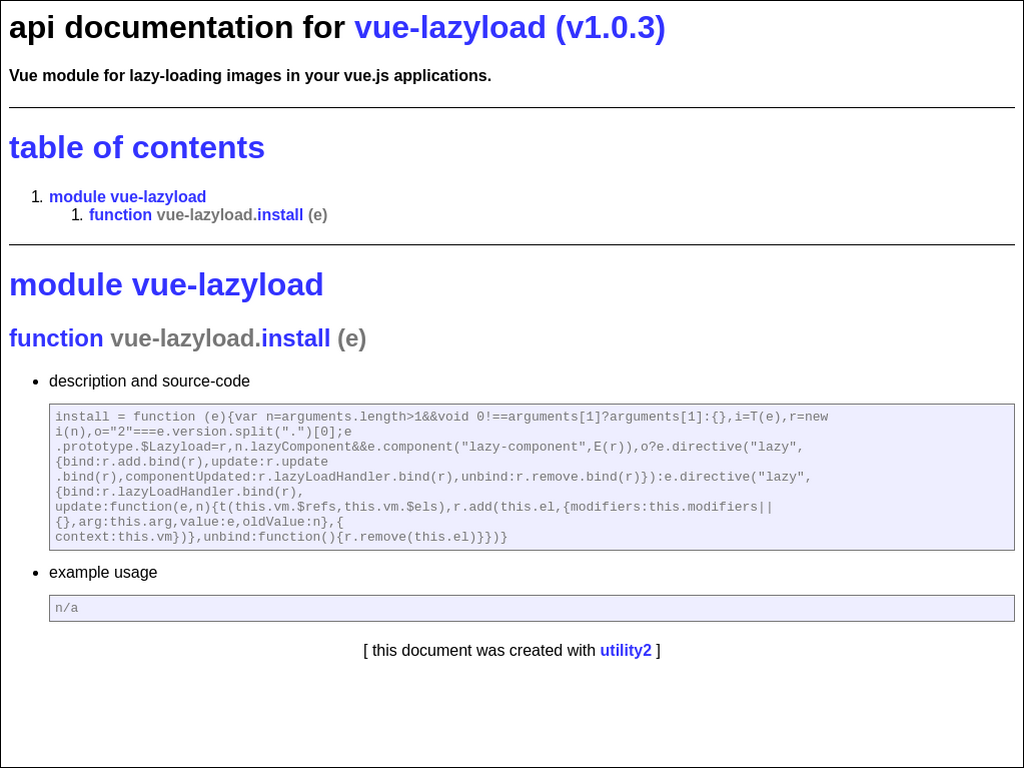 api documentation for vue-lazyload (v1.0.3)
Vue module for lazy-loading images in your vue.js applications.
table of contents
1. module vue-lazyload
1. function vue-lazyload.install (e)
module vue-lazyload
function vue-lazyload.install (e)
• description and source-code
install = function (e){var n=arguments.length>1&&void 0!==arguments[1]?arguments[1]:{},i=T(e),r=new
i(n),o="2"===e.version.split(".")[0];e
.prototype.$Lazyload=r,n.lazyComponent&&e.component("lazy-component",E(r)),o?e.directive("lazy",
{bind:r.add.bind(r),update:r.update
.bind(r),componentUpdated:r.lazyLoadHandler.bind(r),unbind:r.remove.bind(r)}):e.directive("lazy",
{bind:r.lazyLoadHandler.bind(r),
update:function(e,n){t(this.vm.$refs,this.vm.$els),r.add(this.el,{modifiers:this.modifiers||
{},arg:this.arg,value:e,oldValue:n},{
context:this.vm})},unbind:function(){r.remove(this.el)}})}
• example usage
n/a
[ this document was created with utility2 ]